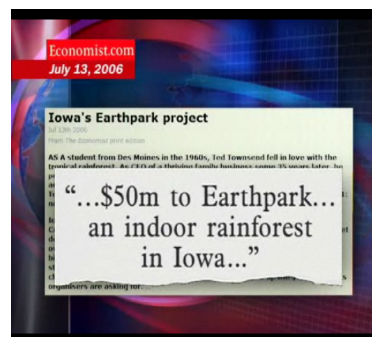 Economist.com
July 13, 2006
Iowa's Earthpark project
Jul 13th 2006
From The Economist print edition
AS A student from Des Moines in the 1960s, Ted Townsend fell in love with the
tropical rainforest. As CEO of a thriving family business some 35 years later, he
“...$50m to Earthpark...
an indoor rainforest
in Iowa...”
organisers are asking for.